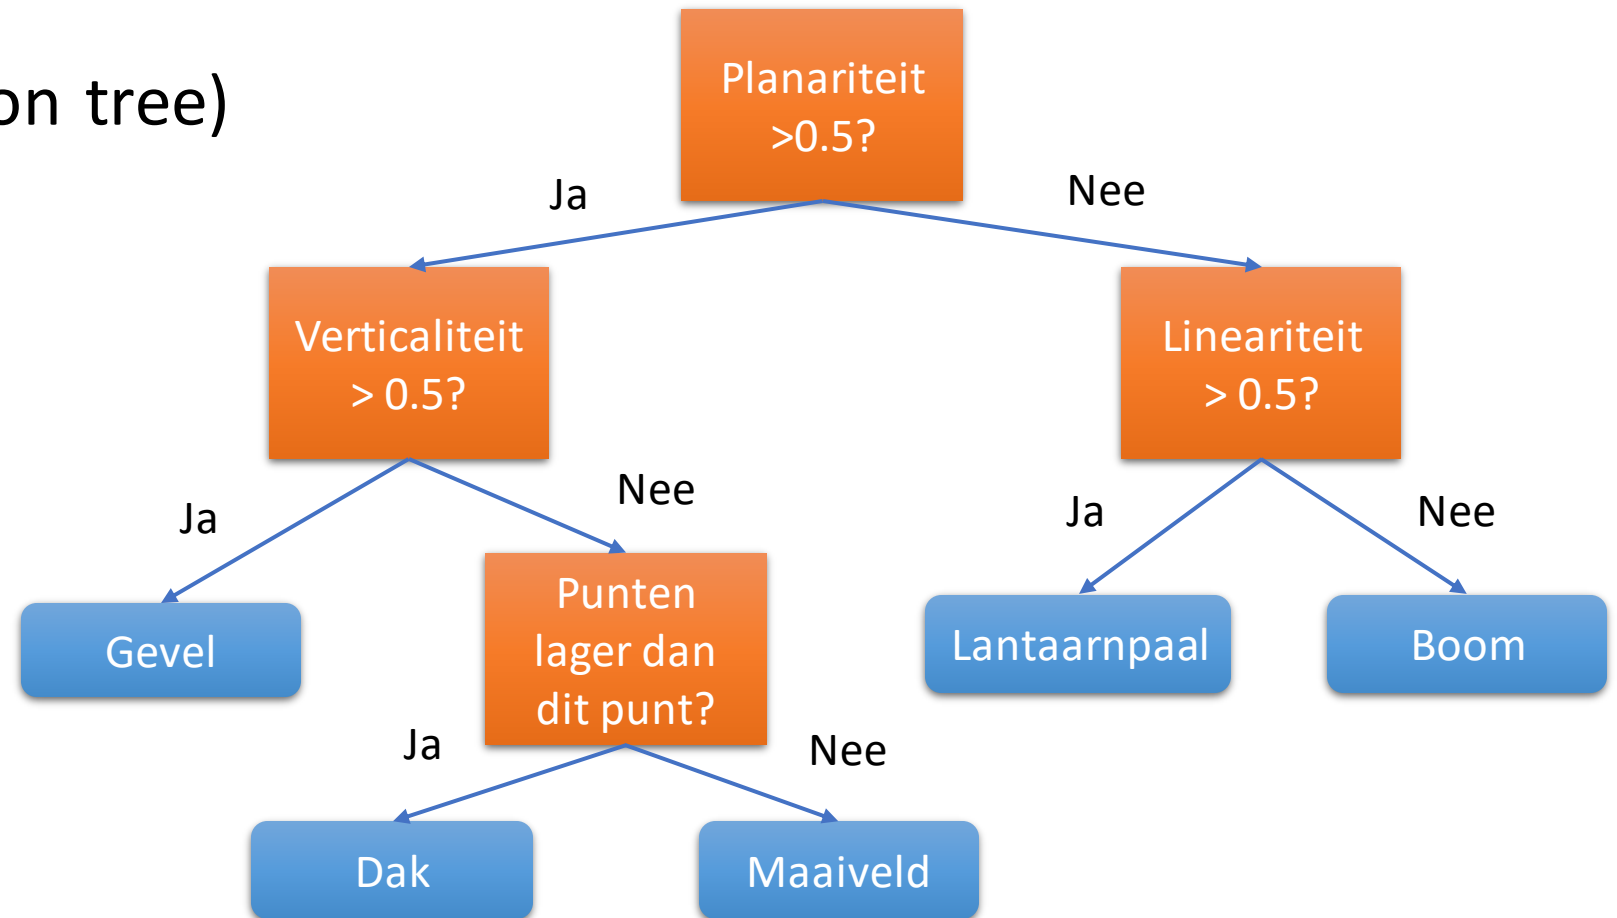 on tree)
Planariteit
>0.5?
Ja
Nee
Verticaliteit
> 0.5?
Lineariteit
> 0.5?
Ja
Nee
Ja
Nee
Gevel
Punten
lager dan
dit punt?
Lantaarnpaal
Boom
Ja
Nee
Dak
Maaiveld